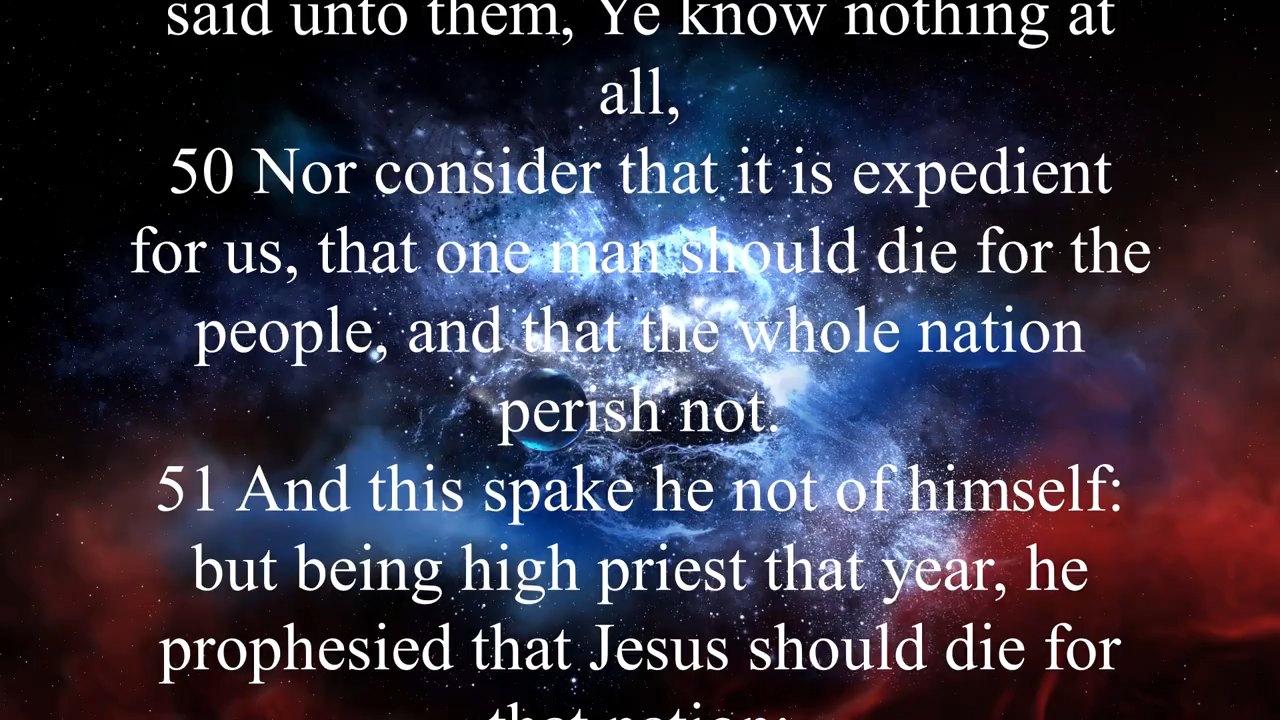 said unto them, Ye know nothing at
all,
50 Nor consider that it is expedient
for us, that one man should die for the
people, and that the whole nation
perish not.
51 And this spake he not of himself:
but being high priest that year, he
prophesied that Jesus should die for
that nation;